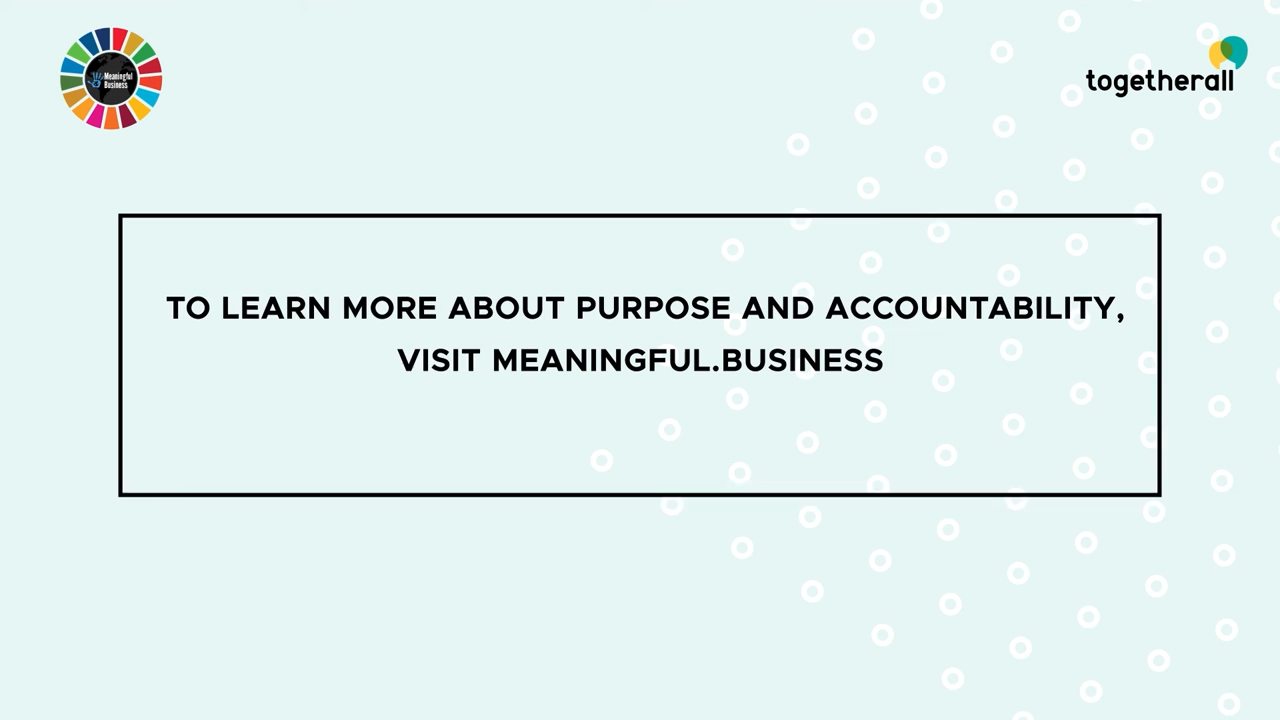 Meaningful
Business
togetherall
TO LEARN MORE ABOUT PURPOSE AND ACCOUNTABILITY,
VISIT MEANINGFUL.BUSINESS